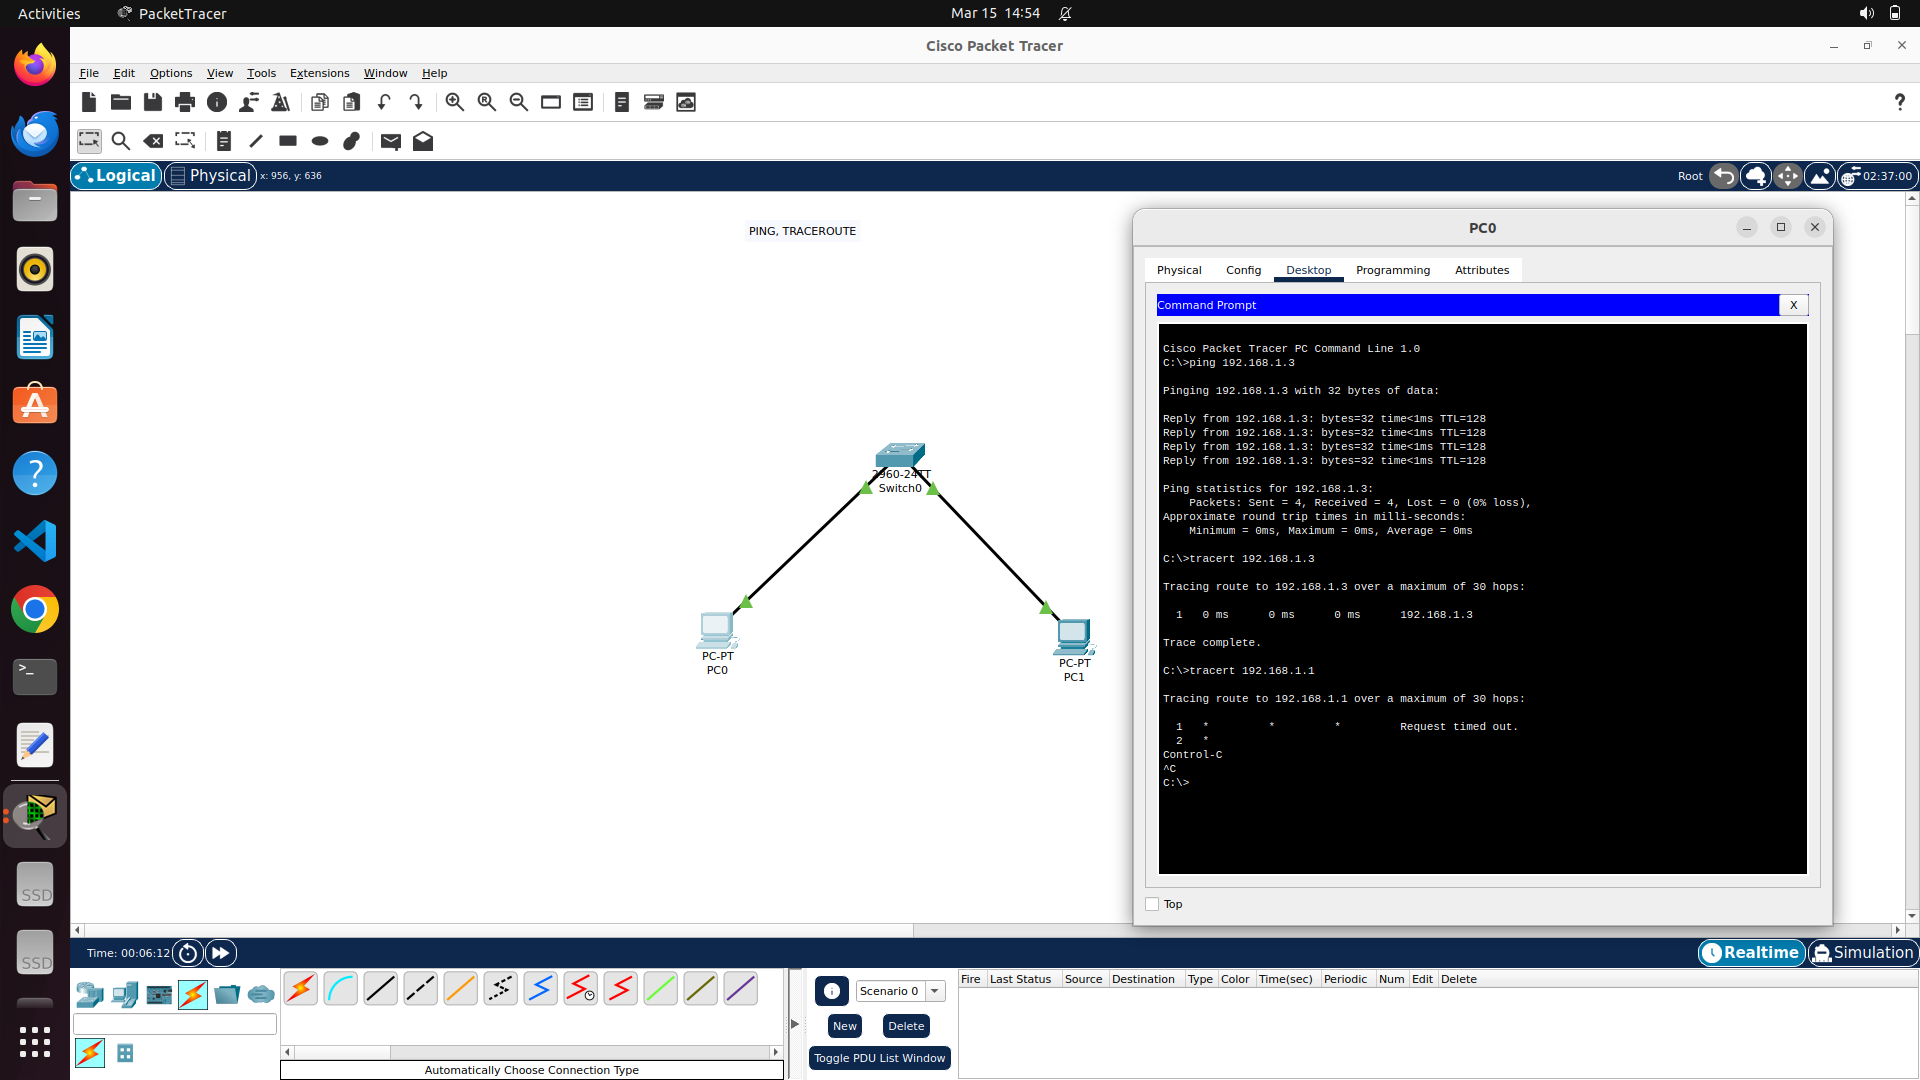 Activities
PacketTracer
Mar 15 14:54
Cisco Packet Tracer
File Edit Options View Tools Extensions Window Help
Logical
Physical
x: 956, y: 636
Root
02:37:00
PING, TRACEROUTE
2960-24TT
Switch0
PC-PT
PC0
PC-PT
PC1
PC0
Physical Config Desktop Programming Attributes
Command Prompt
X
Cisco Packet Tracer PC Command Line 1.0
C:\>ping 192.168.1.3
Pinging 192.168.1.3 with 32 bytes of data:
Reply from 192.168.1.3: bytes=32 time<1ms TTL=128
Reply from 192.168.1.3: bytes=32 time<1ms TTL=128
Reply from 192.168.1.3: bytes=32 time<1ms TTL=128
Reply from 192.168.1.3: bytes=32 time<1ms TTL=128
Ping statistics for 192.168.1.3:
Packets: Sent = 4, Received = 4, Lost = 0 (0% loss),
Approximate round trip times in milli-seconds:
Minimum = 0ms, Maximum = 0ms, Average = 0ms
C:\>tracert 192.168.1.3
Tracing route to 192.168.1.3 over a maximum of 30 hops:
1 0 ms 0 ms 0 ms 192.168.1.3
Trace complete.
C:\>tracert 192.168.1.1
Tracing route to 192.168.1.1 over a maximum of 30 hops:
1 * * * Request timed out.
2 *
Control-C
^C
C:\>
Top
Time: 00:06:12
Realtime
Simulation
Scenario 0
New
Delete
Toggle PDU List Window
Fire Last Status Source Destination Type Color Time(sec) Periodic Num Edit Delete
Automatically Choose Connection Type
SSD
SSD